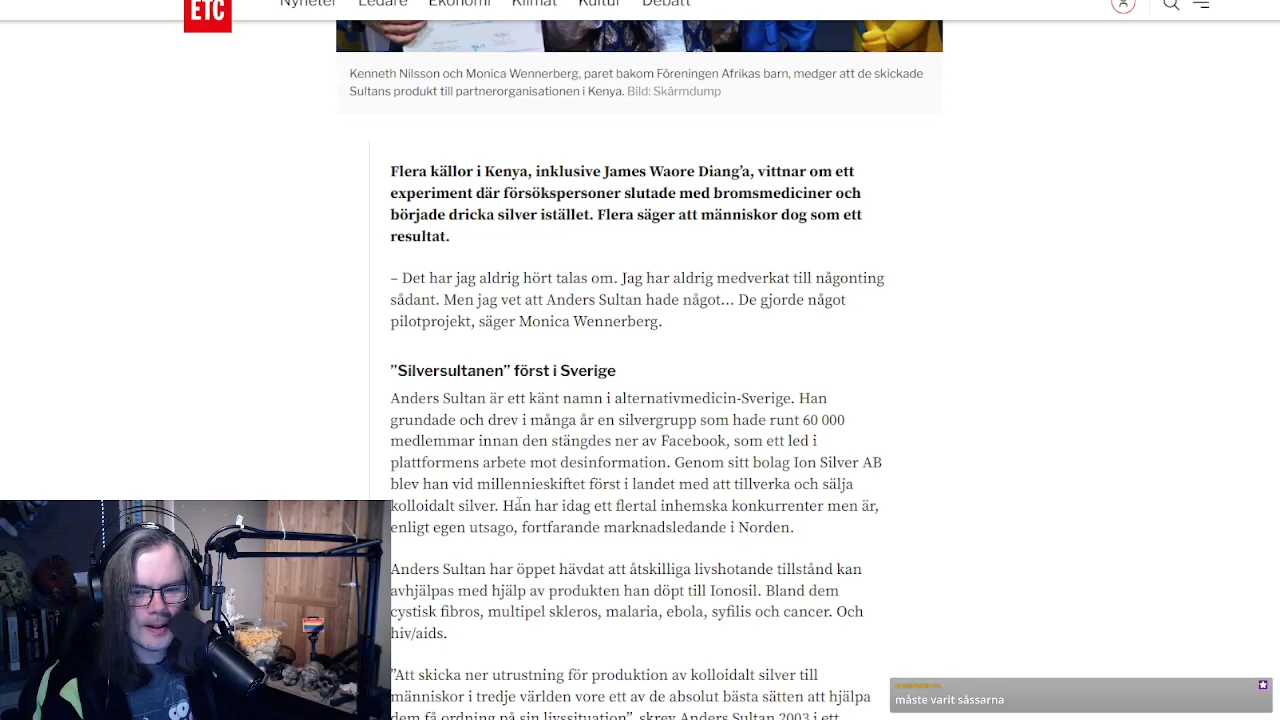 ETC
Nyheter Ledare Ekonomi Klimat Kultur Debatt
Kenneth Nilsson och Monica Wennerberg, paret bakom Föreningen Afrikas barn, medger att de skickade
Sultans produkt till partnerorganisationen i Kenya. Bild: Skärmdump
Flera källor i Kenya, inklusive James Waore Diang’a, vittnar om ett
experiment där försökspersoner slutade med bromsmediciner och
började dricka silver istället. Flera säger att människor dog som ett
resultat.
– Det har jag aldrig hört talas om. Jag har aldrig medverkat till någonting
sådant. Men jag vet att Anders Sultan hade något... De gjorde något
pilotprojekt, säger Monica Wennerberg.
”Silversultanen” först i Sverige
Anders Sultan är ett känt namn i alternativmedicin-Sverige. Han
grundade och drev i många år en silvergrupp som hade runt 60 000
medlemmar innan den stängdes ner av Facebook, som ett led i
plattformens arbete mot desinformation. Genom sitt bolag Ion Silver AB
blev han vid millennieskiftet först i landet med att tillverka och sälja
kolloidalt silver. Han har idag ett flertal inhemska konkurrenter men är,
enligt egen utsago, fortfarande marknadsledande i Norden.
Anders Sultan har öppet hävdat att åtskilliga livshotande tillstånd kan
avhjälpas med hjälp av produkten han döpt till Ionosil. Bland dem
cystisk fibros, multipel skleros, malaria, ebola, syfilis och cancer. Och
hiv/aids.
”Att skicka ner utrustning för produktion av kolloidalt silver till
människor i tredje världen vore ett av de absolut bästa sätten att hjälpa
dem få ordning på sin livssituation”, skrev Anders Sultan 2003 i ett
måste varit såssarna